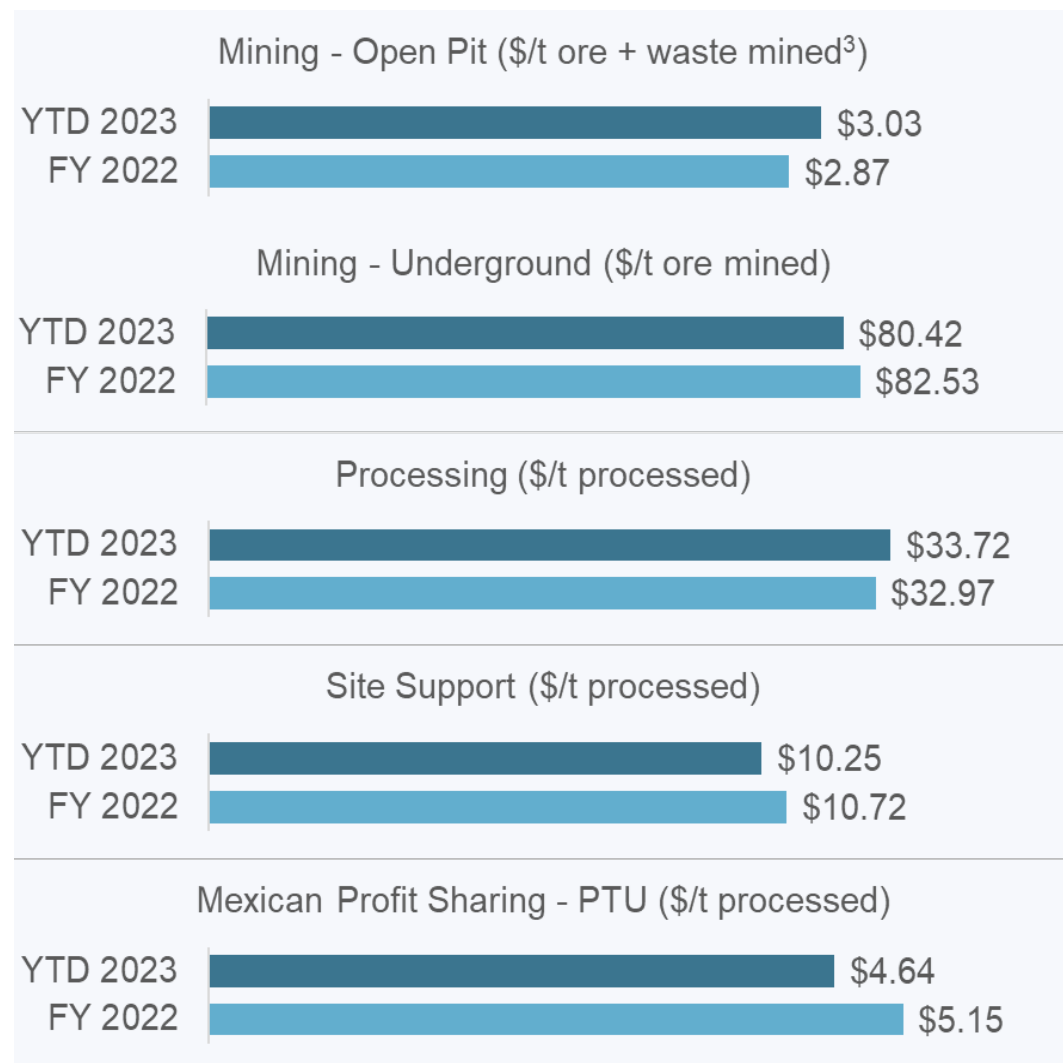 Mining - Open Pit ($/t ore + waste mined³)
YTD 2023 $3.03
FY 2022 $2.87
Mining - Underground ($/t ore mined)
YTD 2023 $80.42
FY 2022 $82.53
Processing ($/t processed)
YTD 2023 $33.72
FY 2022 $32.97
Site Support ($/t processed)
YTD 2023 $10.25
FY 2022 $10.72
Mexican Profit Sharing - PTU ($/t processed)
YTD 2023 $4.64
FY 2022 $5.15